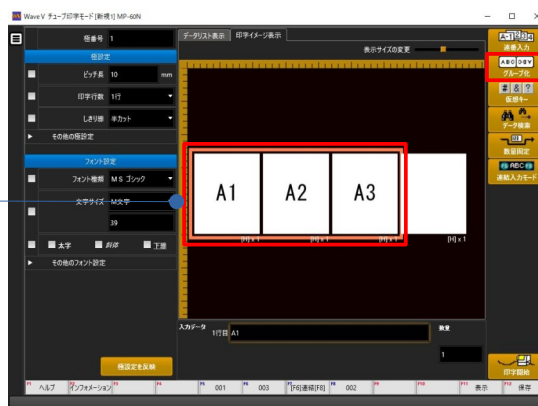 Wave V チューブ印字モード [新規1] MP-60N
極番号 1
極設定
ピッチ長 10 mm
印字行数 1行
しきり線 半カット
その他の極設定
フォント設定
フォント種類 ＭＳ ゴシック
文字サイズ M文字
39
太字 斜体 下線
その他のフォント設定
極設定を反映
データリスト表示 印字イメージ表示
表示サイズの変更
A1 A2 A3
[H] x 1 [H] x 1 [H] x 1 [H] x 1
入力データ
1行目 A1
数量
1
連番入力
ABC
グループ化
# & ?
仮想キー
データ検索
数量固定
ABC
連結入力モード
印字開始
F1 ヘルプ F2 インフォメーション F3 F4 F5 001 F6 003 F7 [F6]連結[F8] F8 002 F9 F10 F11 表示 F12 保存